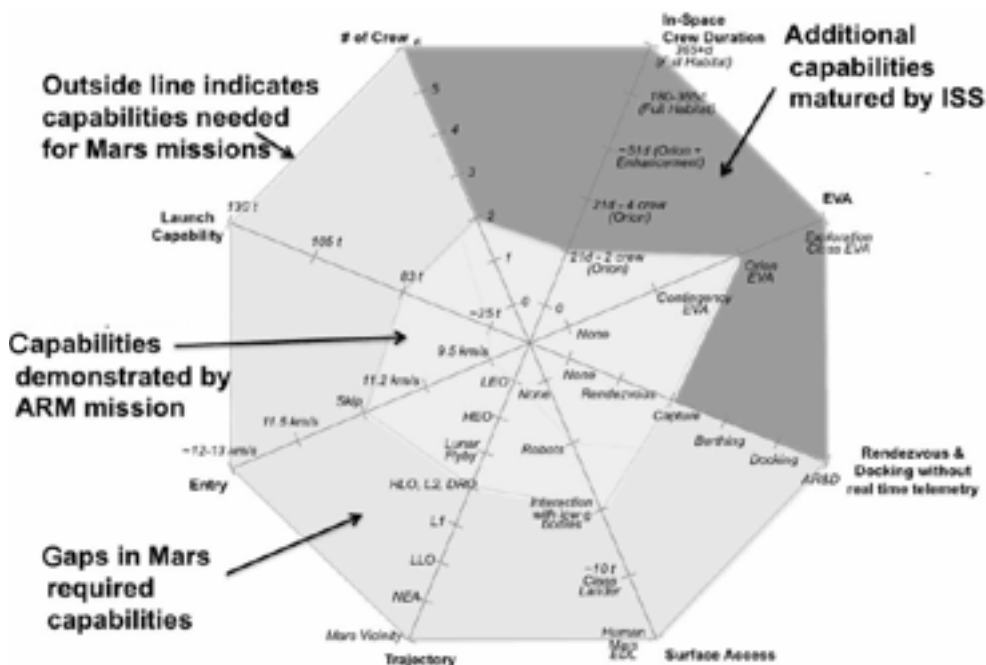 # of Crew
6
5
4
3
2
1
0
In-Space
Crew Duration
365+d
(Full Habitat)
180-365d
(Full Habitat)
(Orion +
Enhancement)
21d - 4 crew
(Orion)
21d - 2 crew
(Orion)
0
Additional
capabilities
matured by ISS
Outside line indicates
capabilities needed
for Mars missions
EVA
Exploration
Class EVA
Orion
EVA
Contingency
EVA
None
130 t
105 t
83 t
~25 t
Launch
Capability
Capabilities
demonstrated by
ARM mission
9.5 km/s
11.2 km/s
Skip
11.5 km/s
~12-13 km/s
Entry
None
Rendezvous
Capture
Berthing
Docking
AR&D
Rendezvous &
Docking without
real time telemetry
LEO
HEO
Lunar
Flyby
HLO, L2, DRO
L1
LLO
NEA
Mars Vicinity
Trajectory
None
Robots
Interaction
with low g
bodies
~10 t
Class
Lander
Human
Mars
EDL
Surface Access
Gaps in Mars
required
capabilities